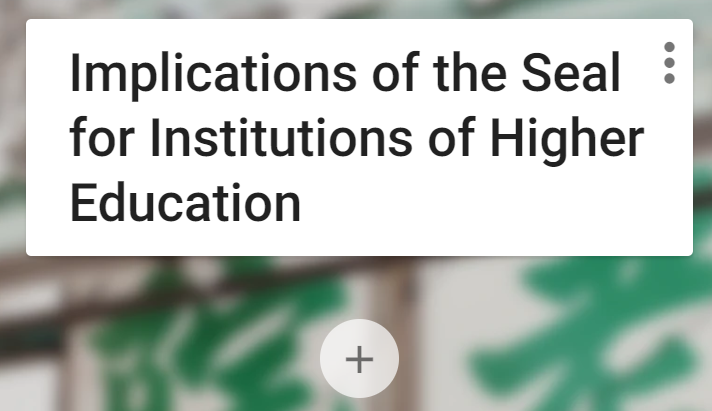 Implications of the Seal
for Institutions of Higher
Education